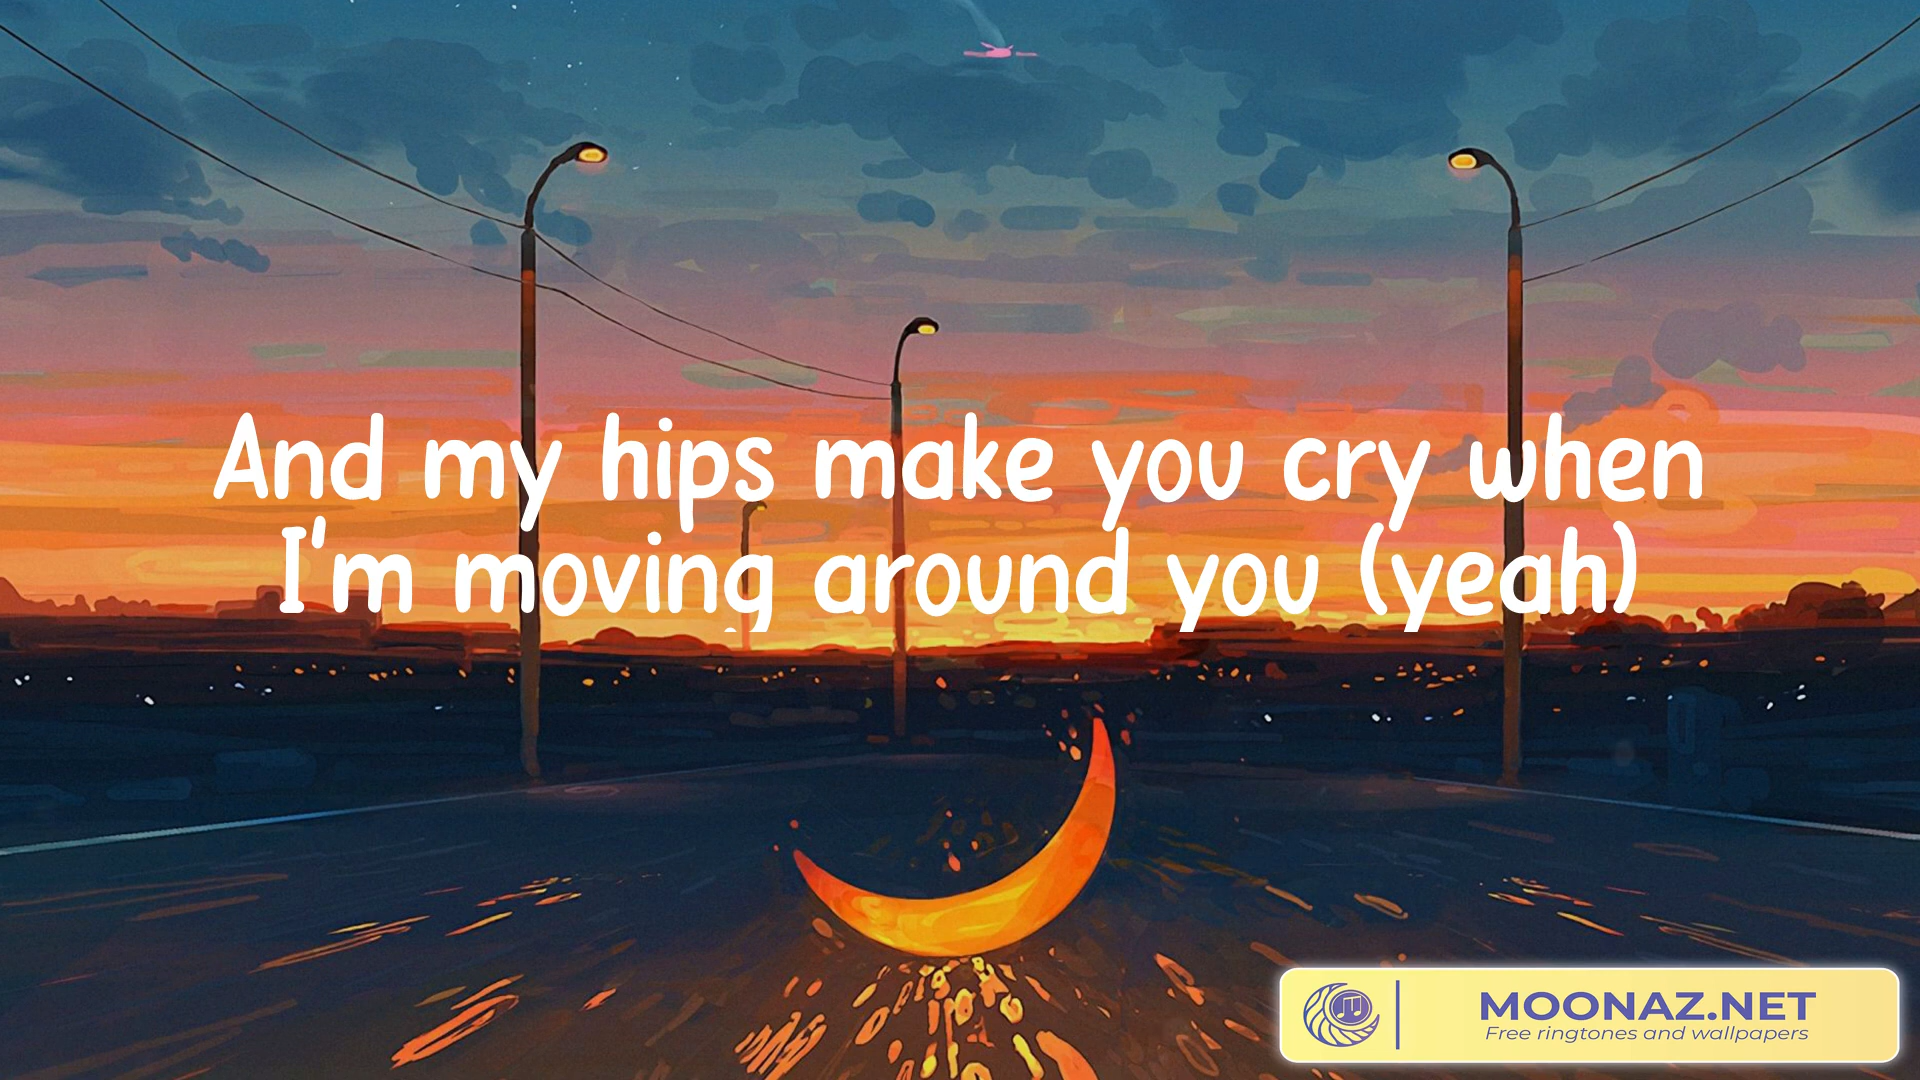 And my hips make you cry when
I'm moving around you (yeah)
MOONAZ.NET
Free ringtones and wallpapers